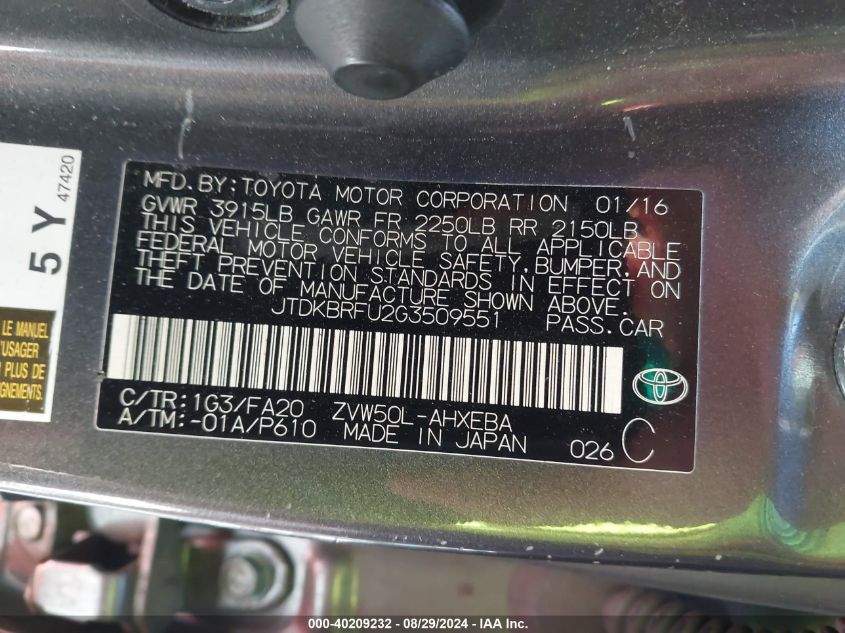 MFD.BY:TOYOTA MOTOR CORPORATION 01/16
GVWR 3915LB GAWR FR 2250LB RR 2150LB
THIS VEHICLE CONFORMS TO ALL APPLICABLE
FEDERAL MOTOR VEHICLE SAFETY,BUMPER,AND
THEFT PREVENTION STANDARDS IN EFFECT ON
THE DATE OF MANUFACTURE SHOWN ABOVE.
JTDKBRFU2G3509551 PASS.CAR
C/TR:1G3/FA20 ZVW50L-AHXEBA
A/TM:-01A/P610 MADE IN JAPAN 026 C
5 Y
47420
LE MANUEL
'USAGER
PLUS DE
IGNEMENTS.
000-40209232 - 08/29/2024 - IAA Inc.